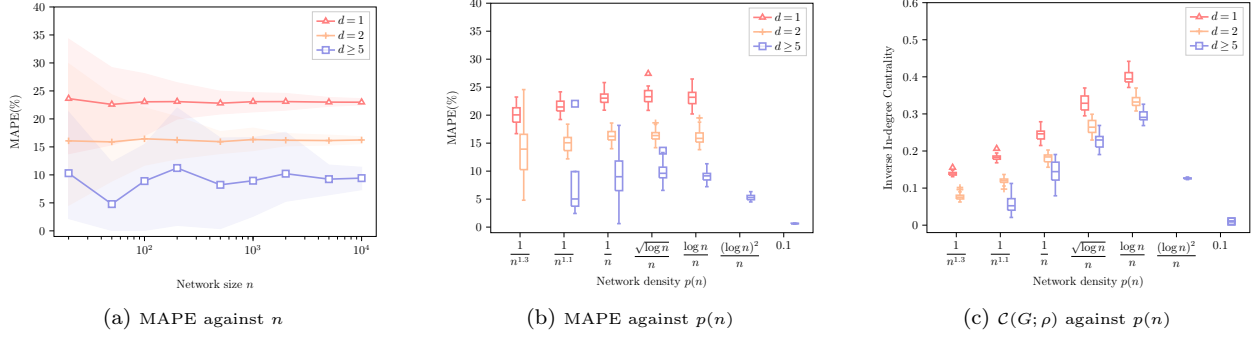 40
35
30
25
20
15
10
5
0
MAPE(%)
10²
10³
10⁴
Network size n
d = 1
d = 2
d ≥ 5
(a) MAPE against n
40
35
30
25
20
15
10
5
0
MAPE(%)
1/n^1.3
1/n^1.1
1/n
√log n/n
log n/n
(log n)²/n
0.1
Network density p(n)
d = 1
d = 2
d ≥ 5
(b) MAPE against p(n)
0.6
0.5
0.4
0.3
0.2
0.1
0
Inverse In-degree Centrality
1/n^1.3
1/n^1.1
1/n
√log n/n
log n/n
(log n)²/n
0.1
Network density p(n)
d = 1
d = 2
d ≥ 5
(c) C(G; ρ) against p(n)